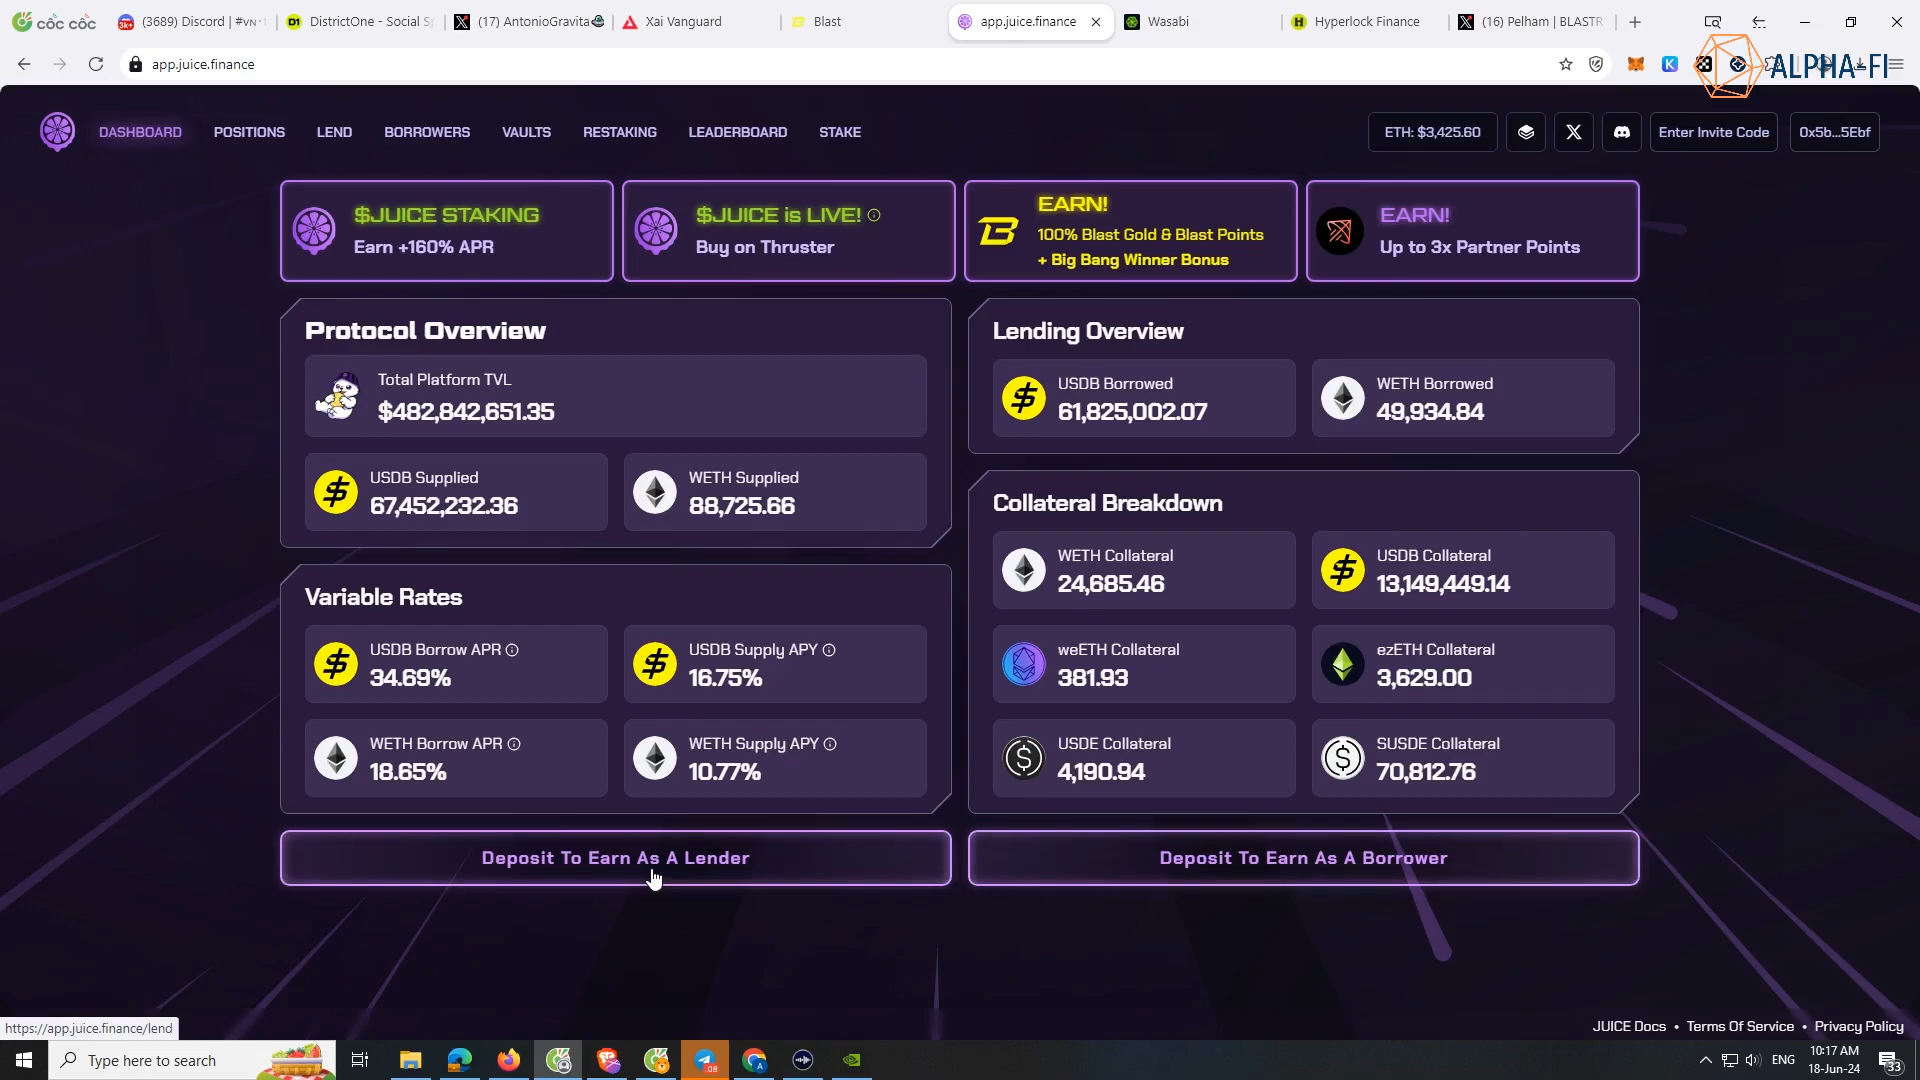 cốc cốc
(3689) Discord | #vn
DistrictOne - Social Sp
(17) AntonioGravita
Xai Vanguard
Blast
app.juice.finance
Wasabi
Hyperlock Finance
(16) Pelham | BLASTR
app.juice.finance
ALPHA-FI
DASHBOARD
POSITIONS
LEND
BORROWERS
VAULTS
RESTAKING
LEADERBOARD
STAKE
ETH: $3,425.60
Enter Invite Code
0x5b...5Ebf
$JUICE STAKING
Earn +160% APR
$JUICE is LIVE!
Buy on Thruster
EARN!
100% Blast Gold & Blast Points
+ Big Bang Winner Bonus
EARN!
Up to 3x Partner Points
Protocol Overview
Total Platform TVL
$482,842,651.35
USDB Supplied
67,452,232.36
WETH Supplied
88,725.66
Lending Overview
USDB Borrowed
61,825,002.07
WETH Borrowed
49,934.84
Variable Rates
USDB Borrow APR
34.69%
USDB Supply APY
16.75%
WETH Borrow APR
18.65%
WETH Supply APY
10.77%
Collateral Breakdown
WETH Collateral
24,685.46
USDB Collateral
13,149,449.14
weETH Collateral
381.93
ezETH Collateral
3,629.00
USDE Collateral
4,190.94
SUSDE Collateral
70,812.76
Deposit To Earn As A Lender
Deposit To Earn As A Borrower
https://app.juice.finance/lend
JUICE Docs • Terms Of Service • Privacy Policy
Type here to search
ENG
10:17 AM
18-Jun-24
33